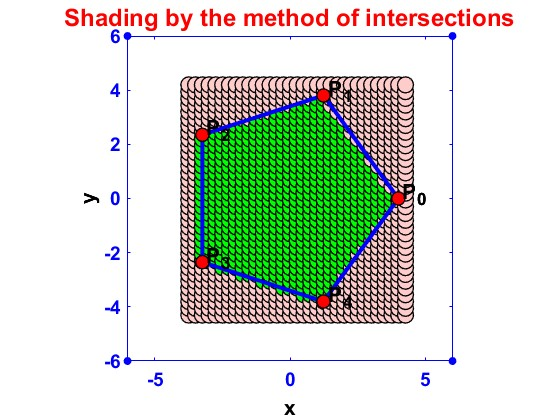 Shading by the method of intersections
6
4
2
0
-2
-4
-6
y
P1
P2
P0
P3
P4
-5
0
5
x